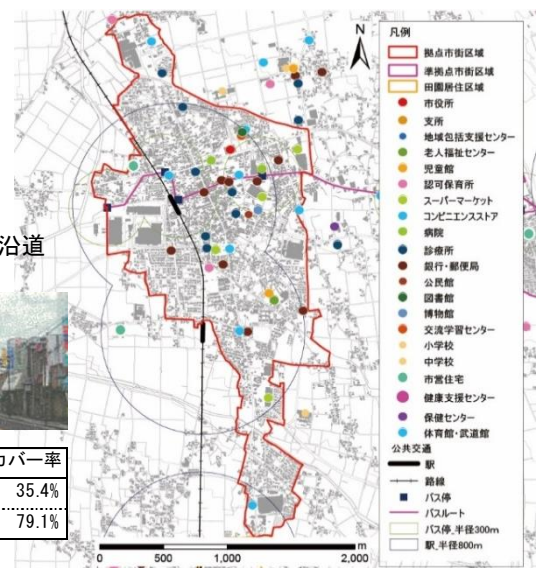 沿道
カバー率
35.4%
79.1%
N
0 500 1,000 2,000
m
凡例
拠点市街区域
準拠点市街区域
田園居住区域
市役所
支所
地域包括支援センター
老人福祉センター
児童館
認可保育所
スーパーマーケット
コンビニエンスストア
病院
診療所
銀行・郵便局
公民館
図書館
博物館
交流学習センター
小学校
中学校
市営住宅
健康支援センター
保健センター
体育館・武道館
公共交通
駅
路線
バス停
バスルート
バス停_半径300m
駅_半径800m